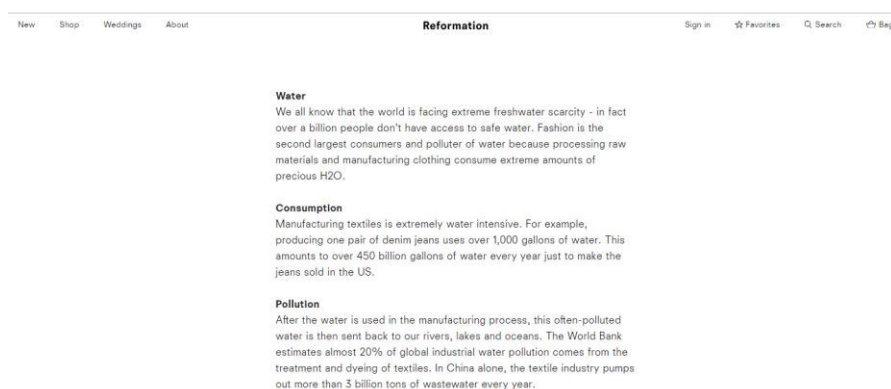 New Shop Weddings About Reformation Sign in Favorites Search Bag
Water
We all know that the world is facing extreme freshwater scarcity - in fact
over a billion people don't have access to safe water. Fashion is the
second largest consumers and polluter of water because processing raw
materials and manufacturing clothing consume extreme amounts of
precious H2O.
Consumption
Manufacturing textiles is extremely water intensive. For example,
producing one pair of denim jeans uses over 1,000 gallons of water. This
amounts to over 450 billion gallons of water every year just to make the
jeans sold in the US.
Pollution
After the water is used in the manufacturing process, this often-polluted
water is then sent back to our rivers, lakes and oceans. The World Bank
estimates almost 20% of global industrial water pollution comes from the
treatment and dyeing of textiles. In China alone, the textile industry pumps
out more than 3 billion tons of wastewater every year.